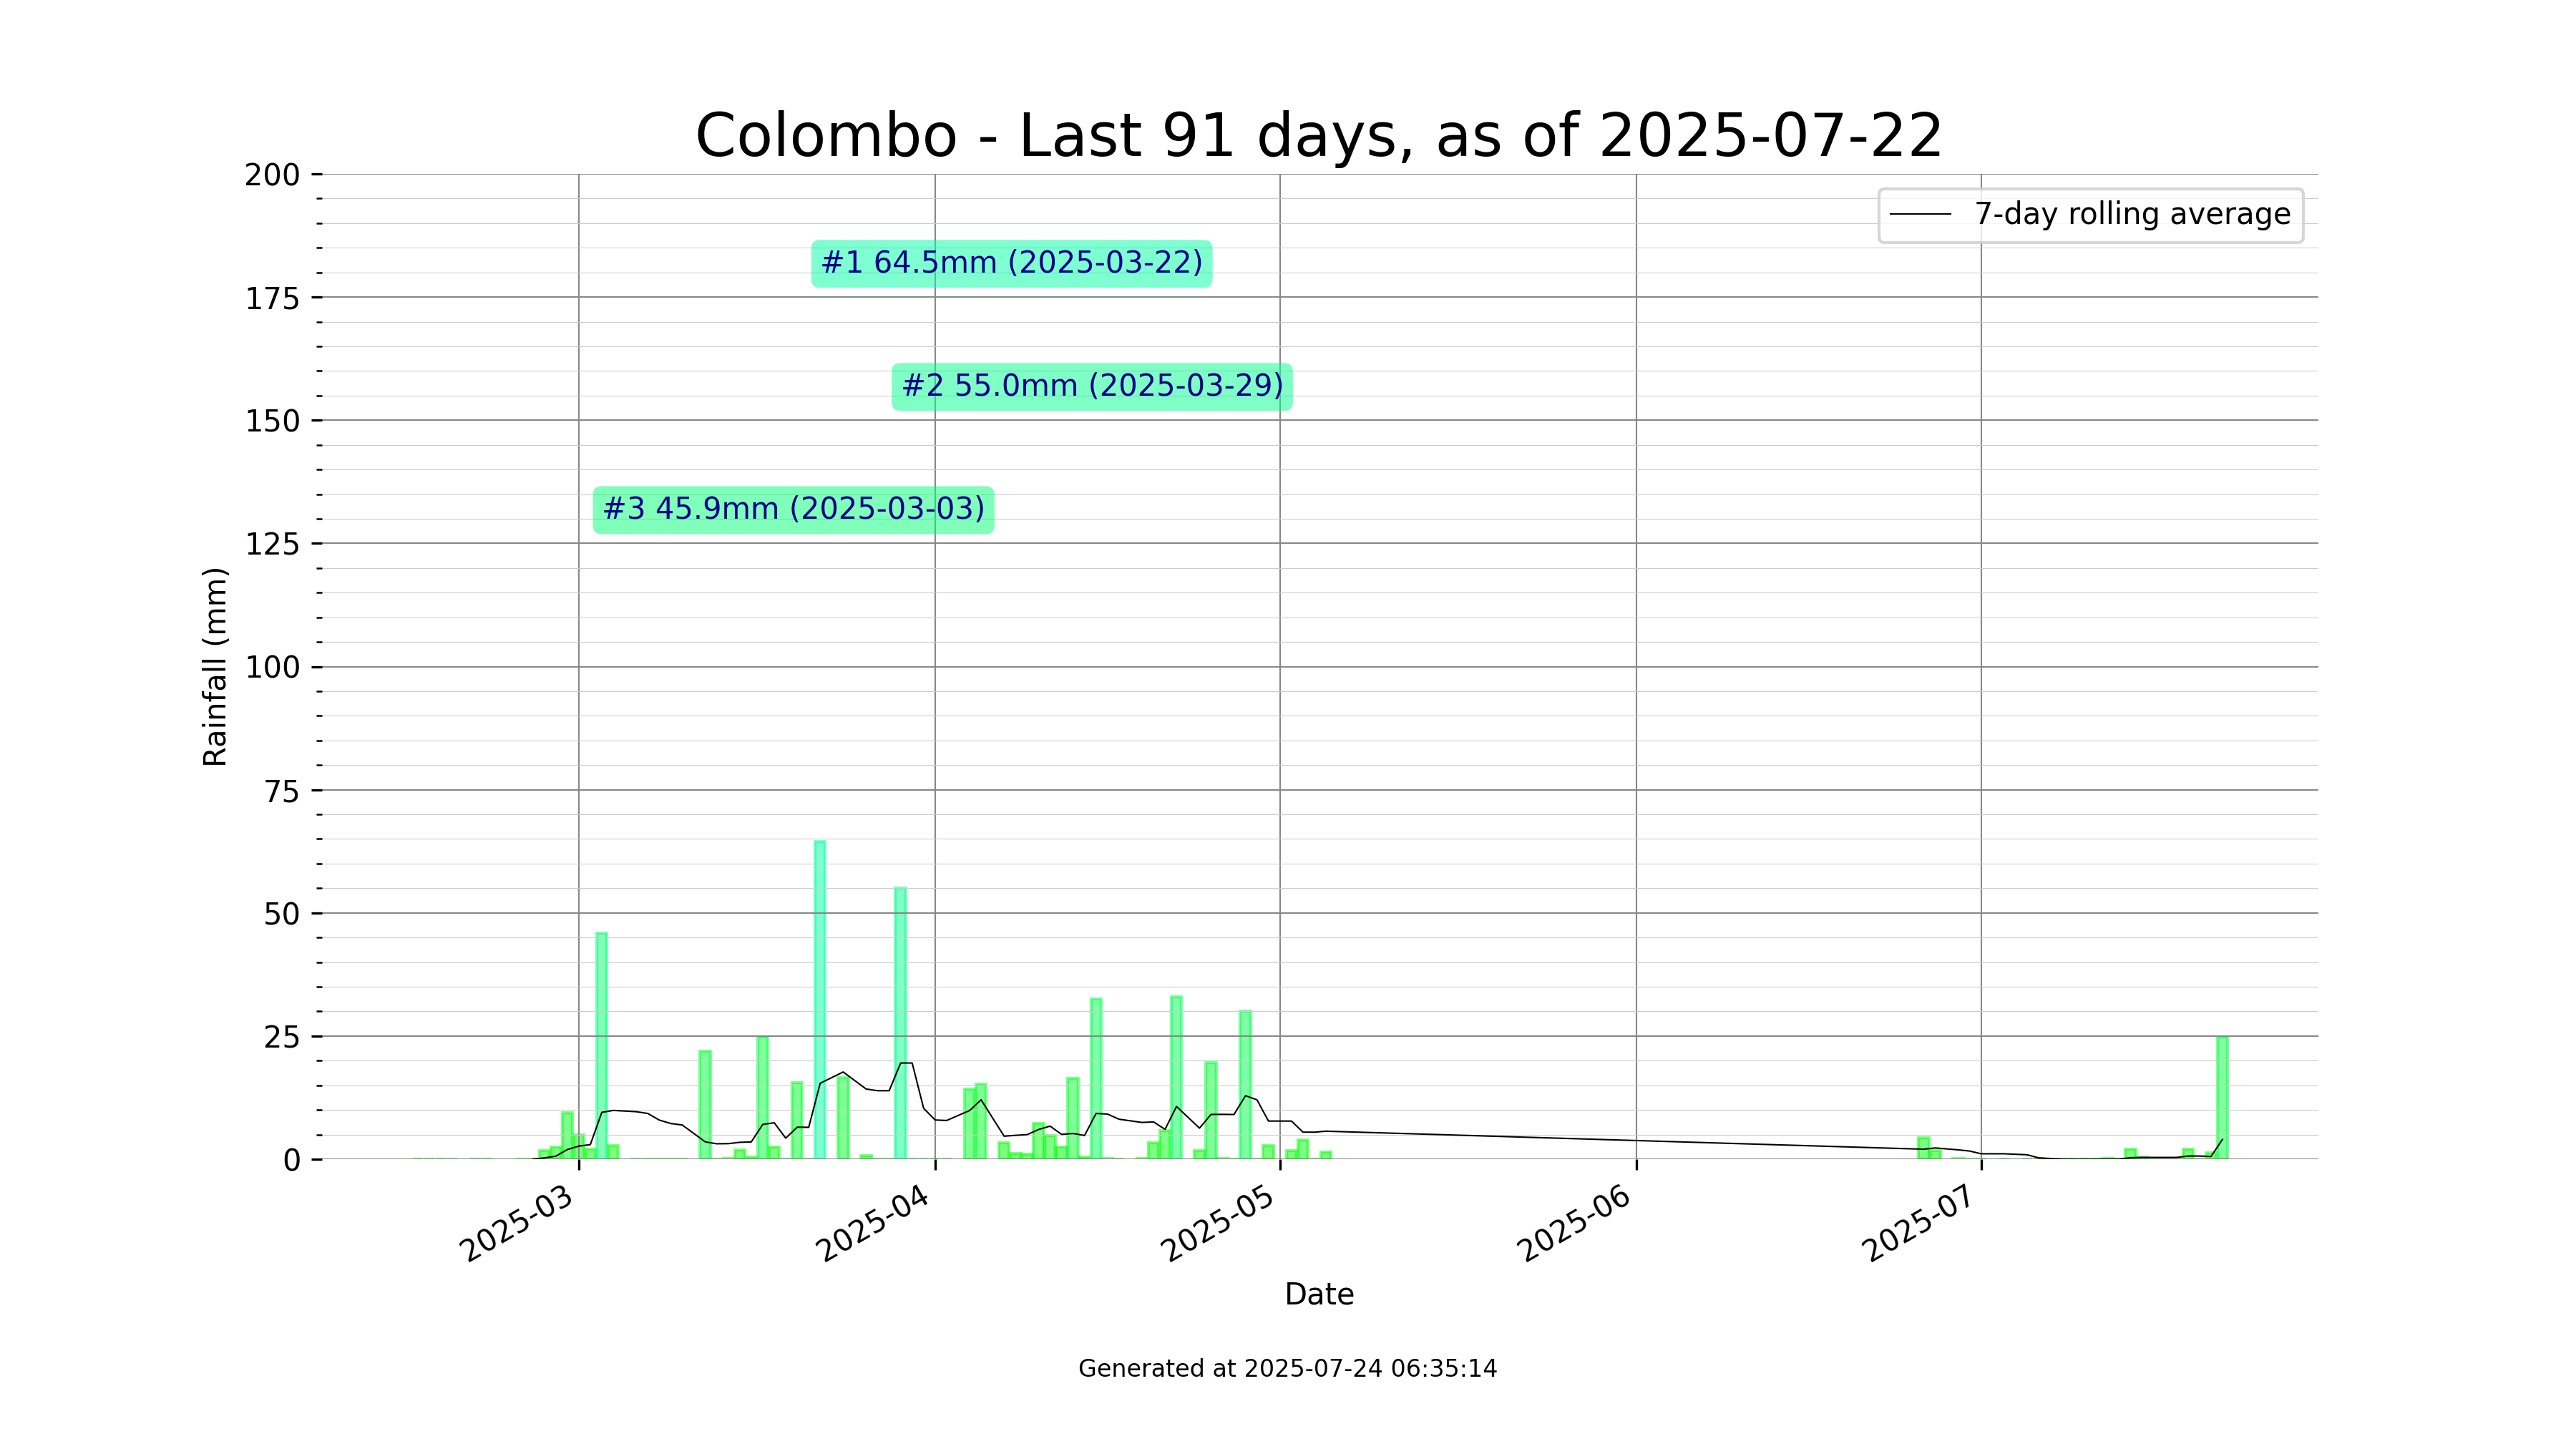 Colombo - Last 91 days, as of 2025-07-22
200
175
150
125
100
75
50
25
0
Rainfall (mm)
7-day rolling average
#1 64.5mm (2025-03-22)
#2 55.0mm (2025-03-29)
#3 45.9mm (2025-03-03)
2025-03
2025-04
2025-05
2025-06
2025-07
Date
Generated at 2025-07-24 06:35:14